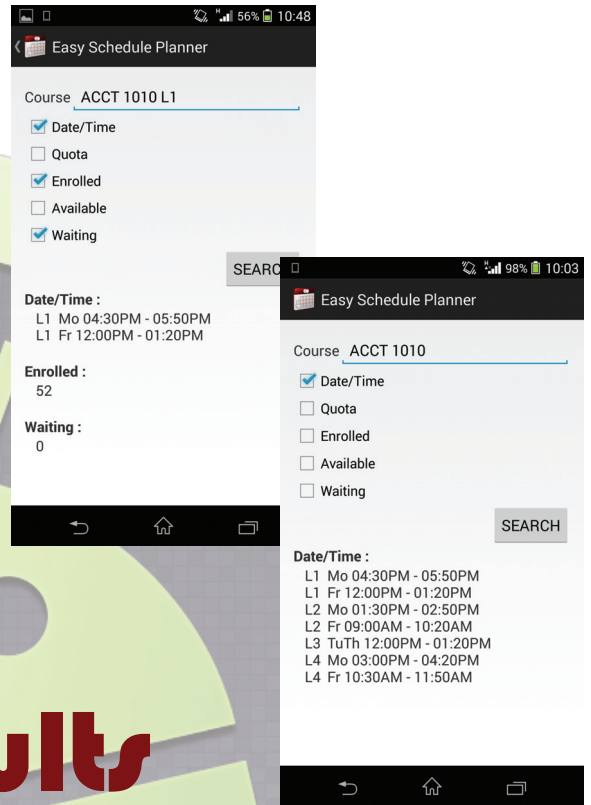 56% 10:48
Easy Schedule Planner
Course ACCT 1010 L1
Date/Time
Quota
Enrolled
Available
Waiting
SEARC
Date/Time :
L1 Mo 04:30PM - 05:50PM
L1 Fr 12:00PM - 01:20PM
Enrolled :
52
Waiting :
0
98% 10:03
Easy Schedule Planner
Course ACCT 1010
Date/Time
Quota
Enrolled
Available
Waiting
SEARCH
Date/Time :
L1 Mo 04:30PM - 05:50PM
L1 Fr 12:00PM - 01:20PM
L2 Mo 01:30PM - 02:50PM
L2 Fr 09:00AM - 10:20AM
L3 TuTh 12:00PM - 01:20PM
L4 Mo 03:00PM - 04:20PM
L4 Fr 10:30AM - 11:50AM
ults